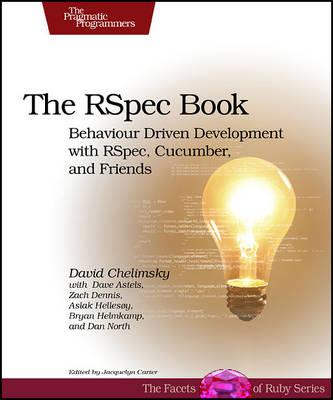 The
Pragmatic
Programmers
The RSpec Book
Behaviour Driven Development
with RSpec, Cucumber,
and Friends
David Chelimsky
with Dave Astels,
Zach Dennis,
Aslak Hellesøy,
Bryan Helmkamp,
and Dan North
Edited by Jacquelyn Carter
The Facets of Ruby Series